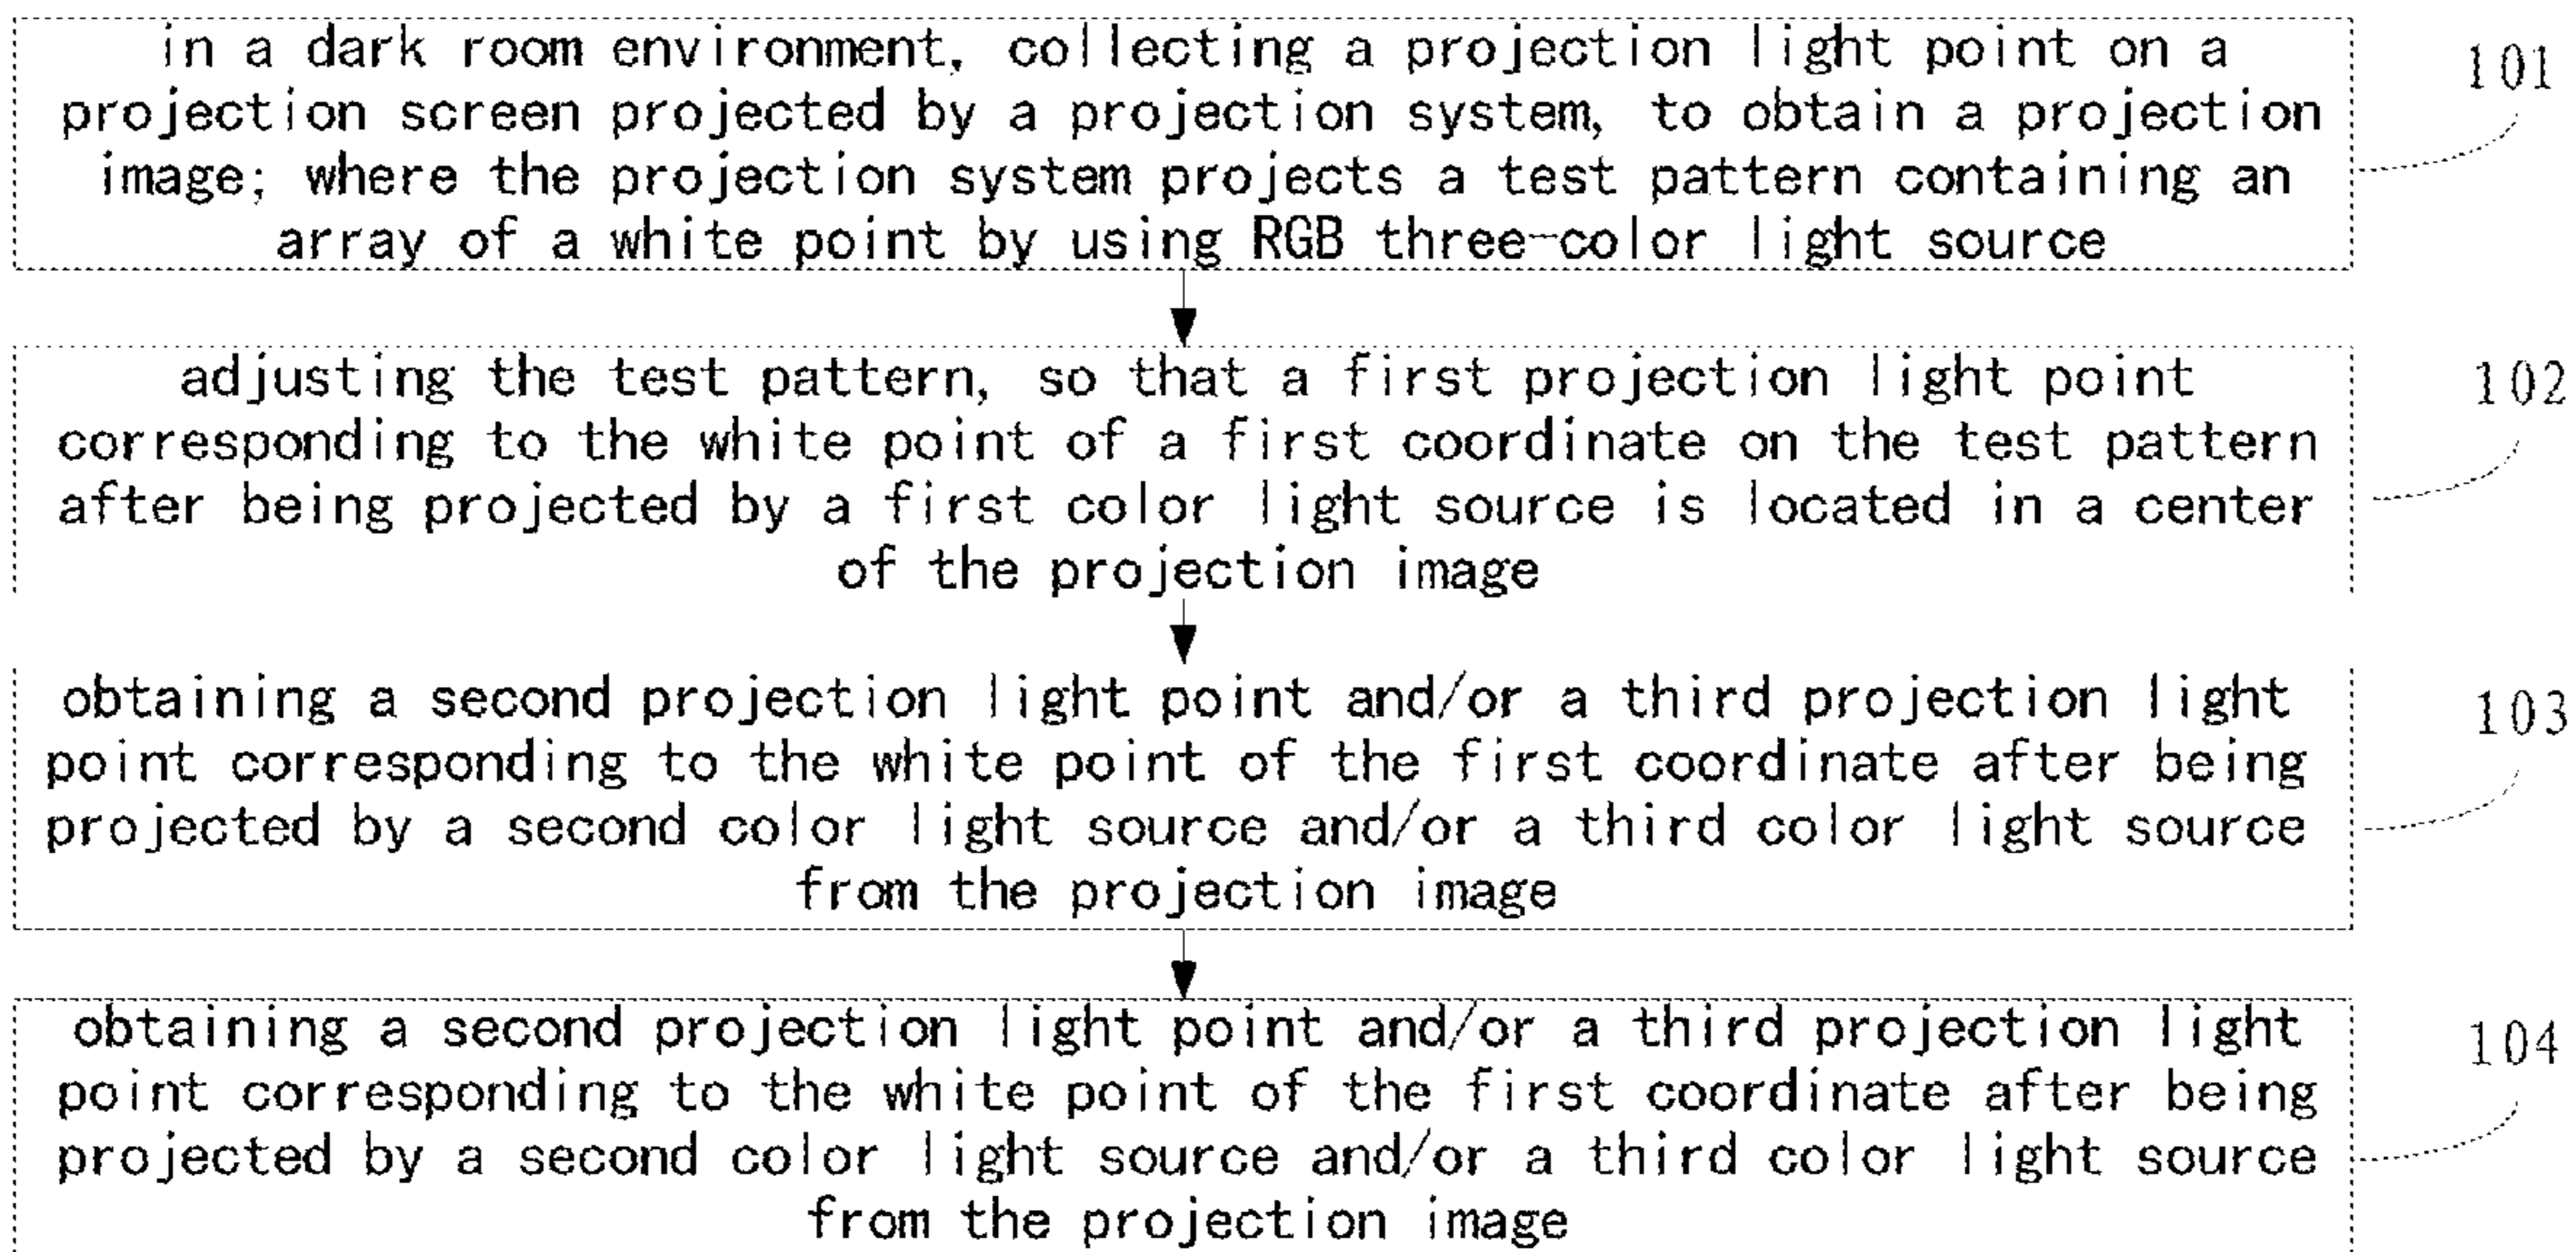 in a dark room environment, collecting a projection light point on a
projection screen projected by a projection system, to obtain a projection
image; where the projection system projects a test pattern containing an
array of a white point by using RGB three-color light source
101
adjusting the test pattern, so that a first projection light point
corresponding to the white point of a first coordinate on the test pattern
after being projected by a first color light source is located in a center
of the projection image
102
obtaining a second projection light point and/or a third projection light
point corresponding to the white point of the first coordinate after being
projected by a second color light source and/or a third color light source
from the projection image
103
obtaining a second projection light point and/or a third projection light
point corresponding to the white point of the first coordinate after being
projected by a second color light source and/or a third color light source
from the projection image
104